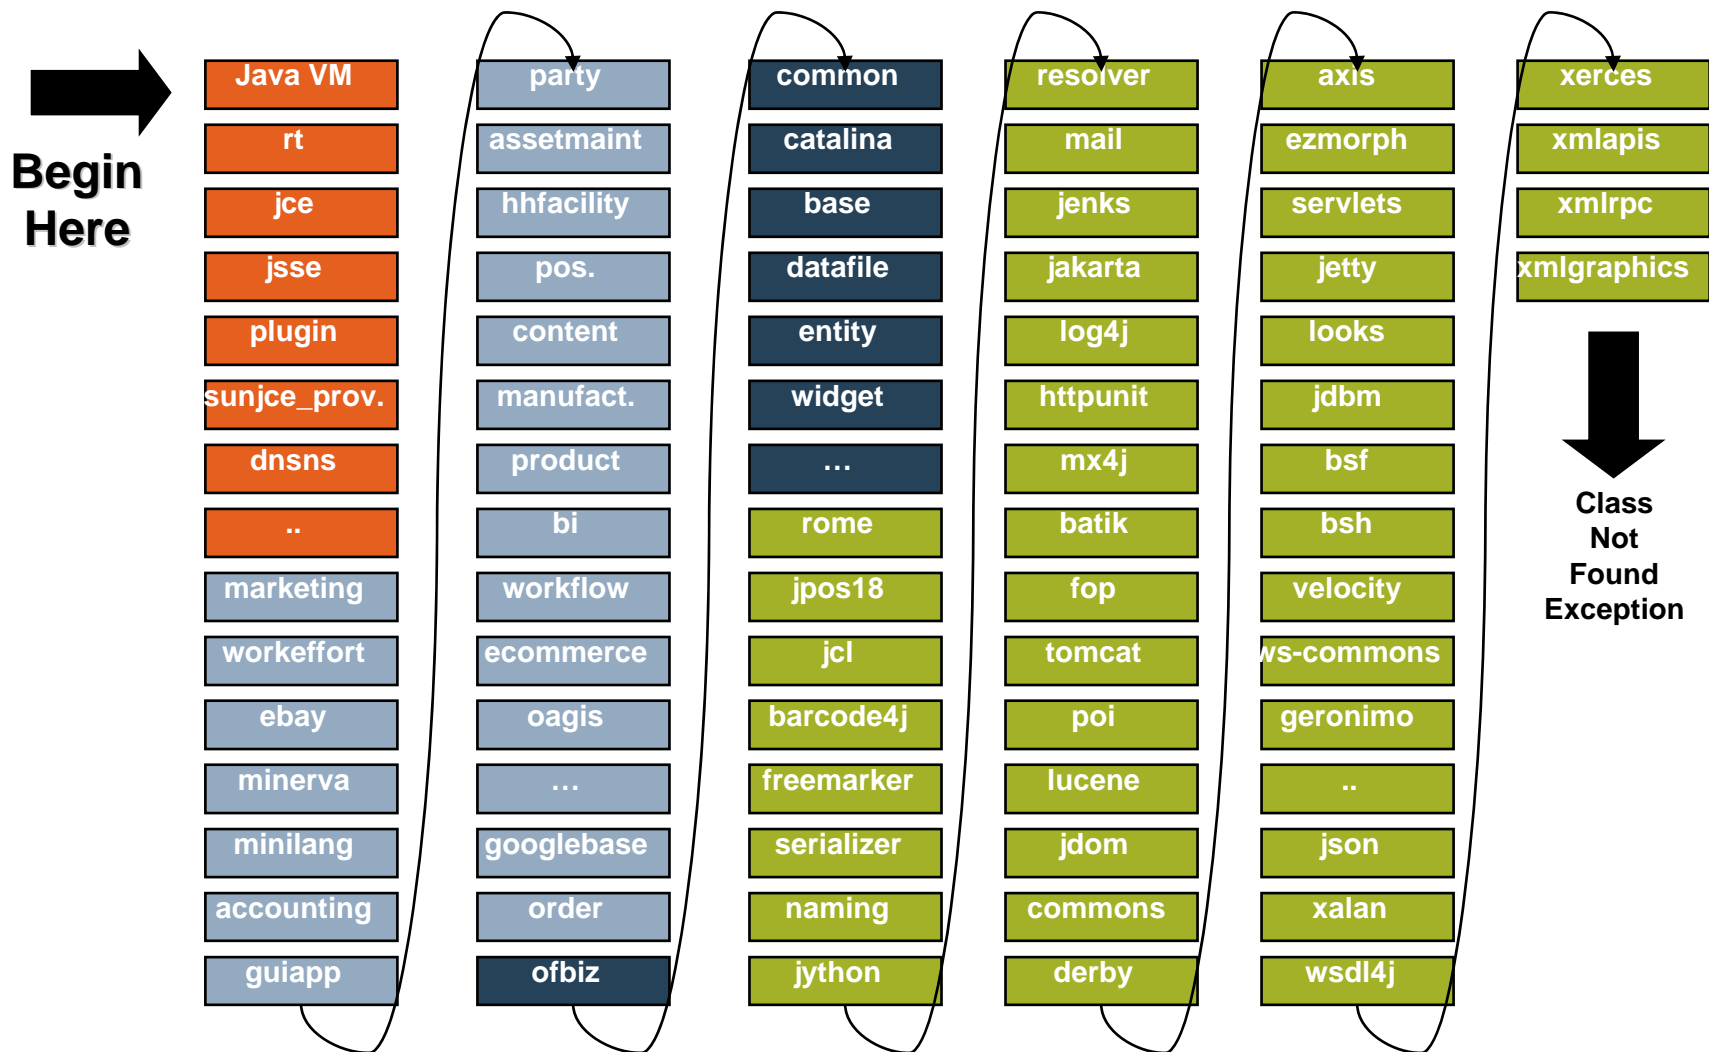 Begin
Here
Java VM
rt
jce
jsse
plugin
sunjce_prov.
dnsns
..
marketing
workeffort
ebay
minerva
minilang
accounting
guiapp
party
assetmaint
hhfacility
pos.
content
manufact.
product
bi
workflow
ecommerce
oagis
...
googlebase
order
ofbiz
common
catalina
base
datafile
entity
widget
...
rome
jpos18
jcl
barcode4j
freemarker
serializer
naming
jython
resolver
mail
jenks
jakarta
log4j
httpunit
mx4j
batik
fop
tomcat
poi
lucene
jdom
commons
derby
axis
ezmorph
servlets
jetty
looks
jdbm
bsf
bsh
velocity
ws-commons
geronimo
..
json
xalan
wsdl4j
xerces
xmlapis
xmlrpc
xmlgraphics
Class
Not
Found
Exception